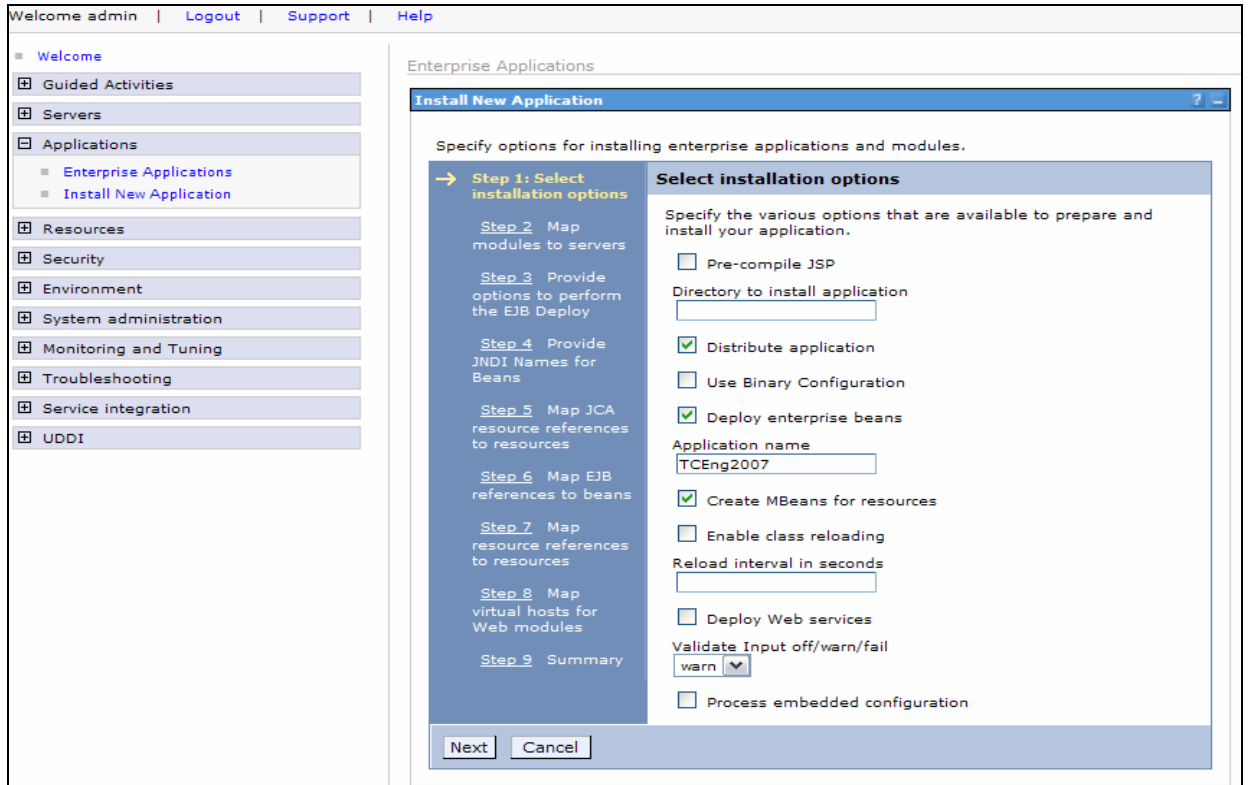 Welcome admin | Logout | Support | Help
Welcome
Guided Activities
Servers
Applications
Enterprise Applications
Install New Application
Resources
Security
Environment
System administration
Monitoring and Tuning
Troubleshooting
Service integration
UDDI
Enterprise Applications
Install New Application ? _
Specify options for installing enterprise applications and modules.
Step 1: Select
installation options
Step 2 Map
modules to servers
Step 3 Provide
options to perform
the EJB Deploy
Step 4 Provide
JNDI Names for
Beans
Step 5 Map JCA
resource references
to resources
Step 6 Map EJB
references to beans
Step 7 Map
resource references
to resources
Step 8 Map
virtual hosts for
Web modules
Step 9 Summary
Select installation options
Specify the various options that are available to prepare and
install your application.
Pre-compile JSP
Directory to install application
Distribute application
Use Binary Configuration
Deploy enterprise beans
Application name
TCEng2007
Create MBeans for resources
Enable class reloading
Reload interval in seconds
Deploy Web services
Validate Input off/warn/fail
warn
Process embedded configuration
Next Cancel